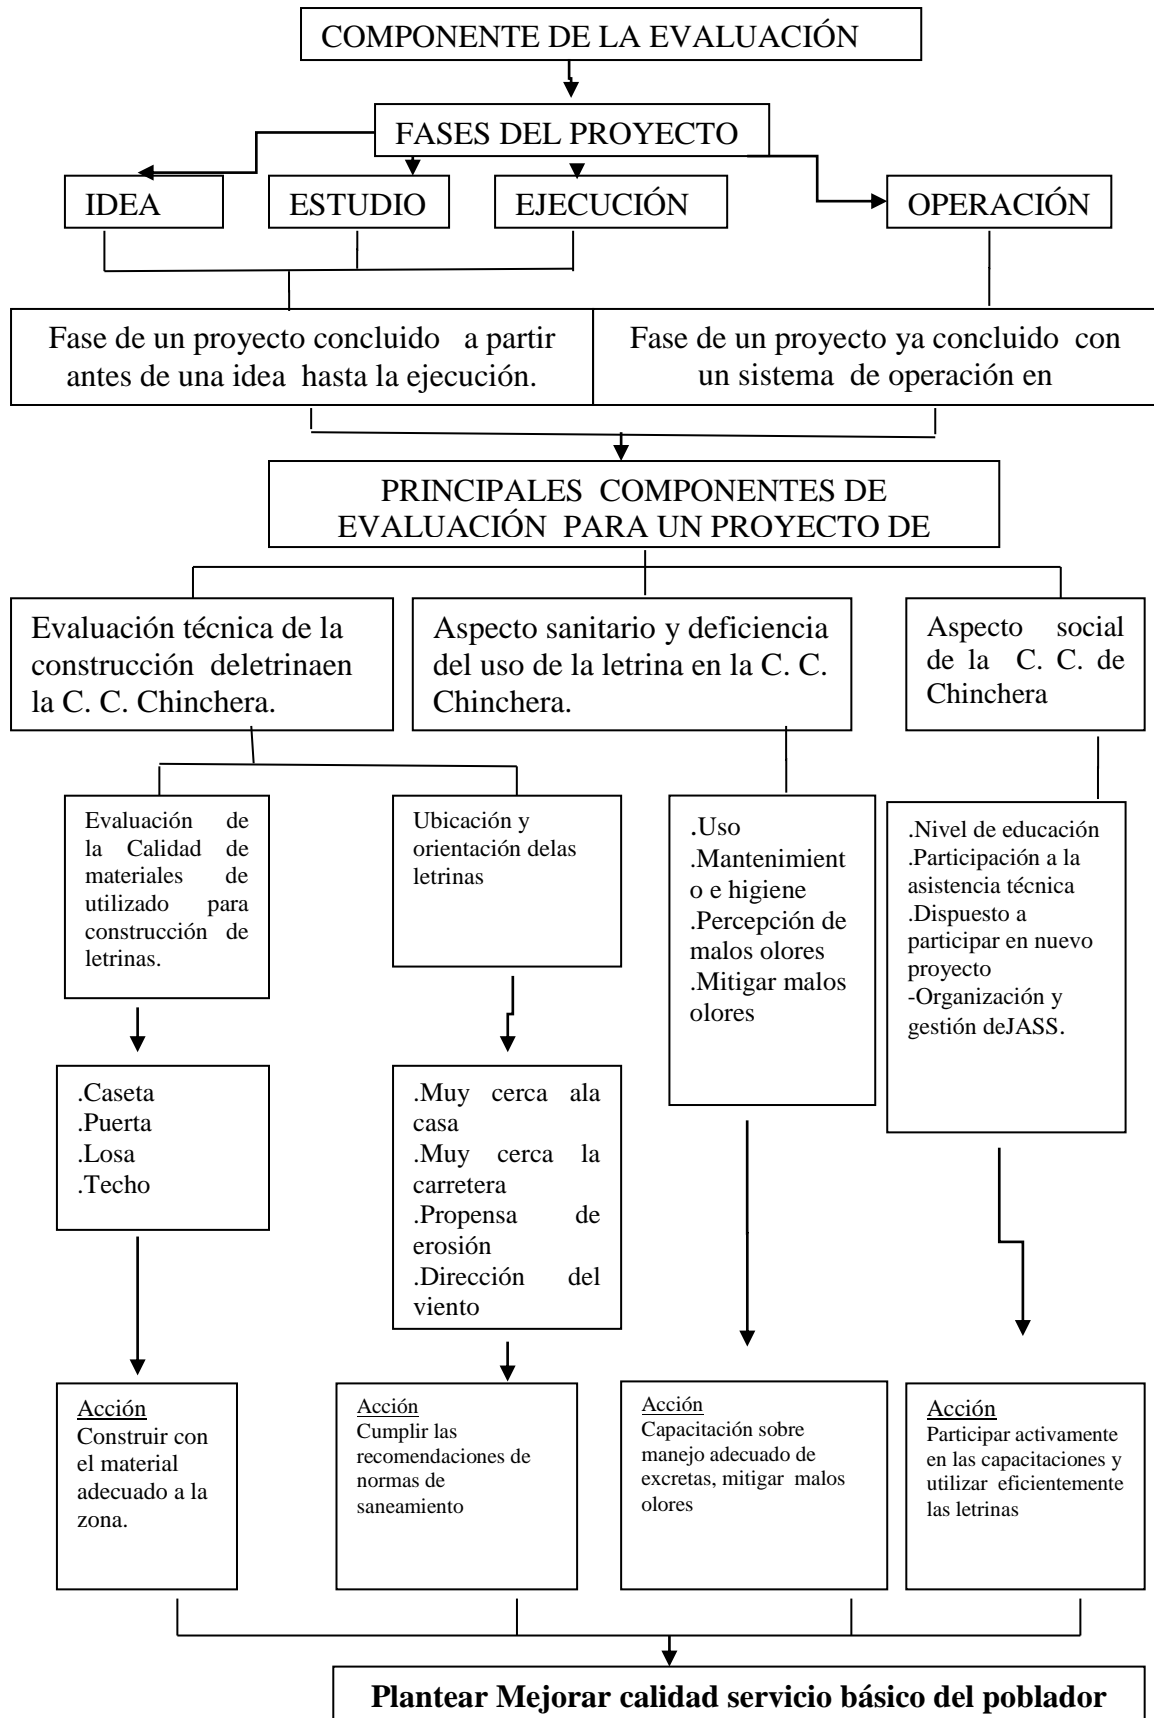 COMPONENTE DE LA EVALUACIÓN
FASES DEL PROYECTO
IDEA
ESTUDIO
EJECUCIÓN
OPERACIÓN
Fase de un proyecto concluido a partir
antes de una idea hasta la ejecución.
Fase de un proyecto ya concluido con
un sistema de operación en
PRINCIPALES COMPONENTES DE
EVALUACIÓN PARA UN PROYECTO DE
Evaluación técnica de la
construcción deletrinaen
la C. C. Chinchera.
Aspecto sanitario y deficiencia
del uso de la letrina en la C. C.
Chinchera.
Aspecto social
de la C. C. de
Chinchera
Evaluación de
la Calidad de
materiales de
utilizado para
construcción de
letrinas.
Ubicación y
orientación delas
letrinas
.Uso
.Mantenimient
o e higiene
.Percepción de
malos olores
.Mitigar malos
olores
.Nivel de educación
.Participación a la
asistencia técnica
.Dispuesto a
participar en nuevo
proyecto
-Organización y
gestión deJASS.
.Caseta
.Puerta
.Losa
.Techo
.Muy cerca ala
casa
.Muy cerca la
carretera
.Propensa de
erosión
.Dirección del
viento
Acción
Construir con
el material
adecuado a la
zona.
Acción
Cumplir las
recomendaciones de
normas de
saneamiento
Acción
Capacitación sobre
manejo adecuado de
excretas, mitigar malos
olores
Acción
Participar activamente
en las capacitaciones y
utilizar eficientemente
las letrinas
Plantear Mejorar calidad servicio básico del poblador